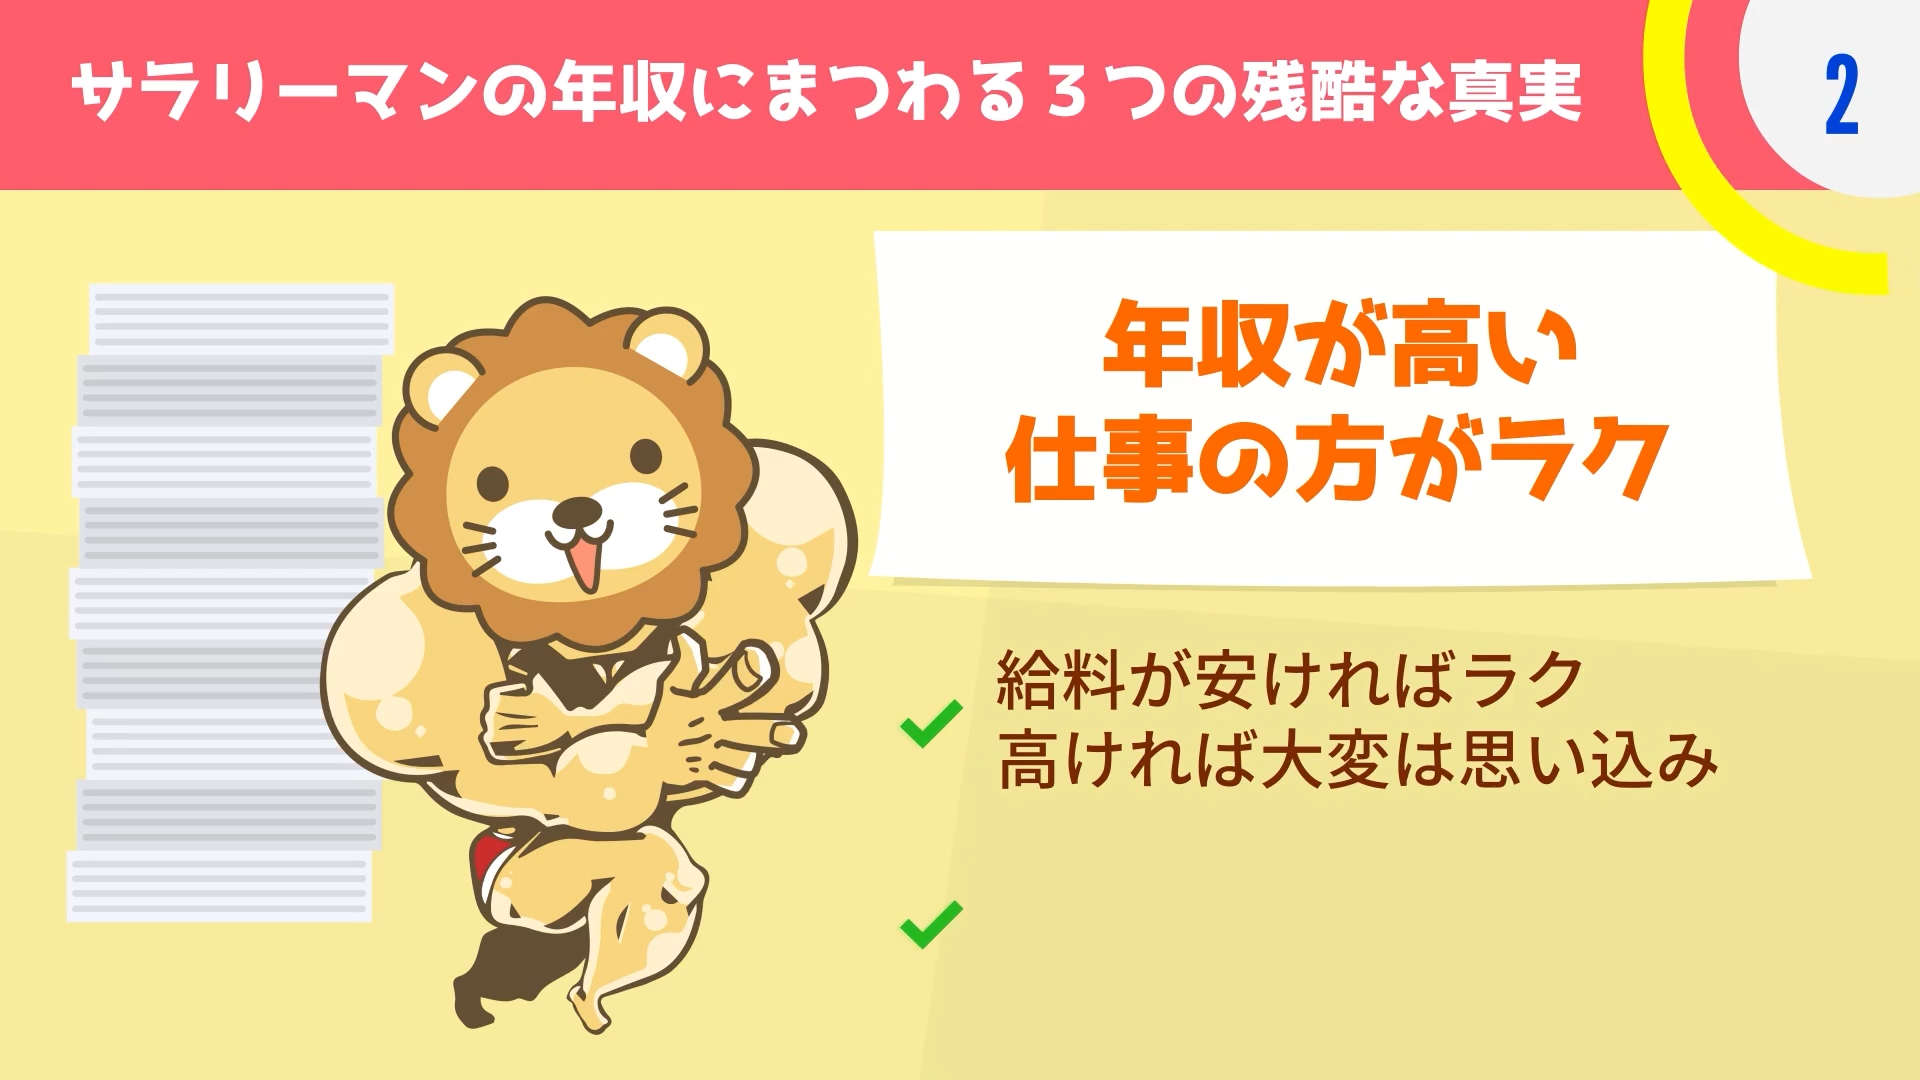 サラリーマンの年収にまつわる３つの残酷な真実
2
年収が高い
仕事の方がラク
給料が安ければラク
高ければ大変は思い込み